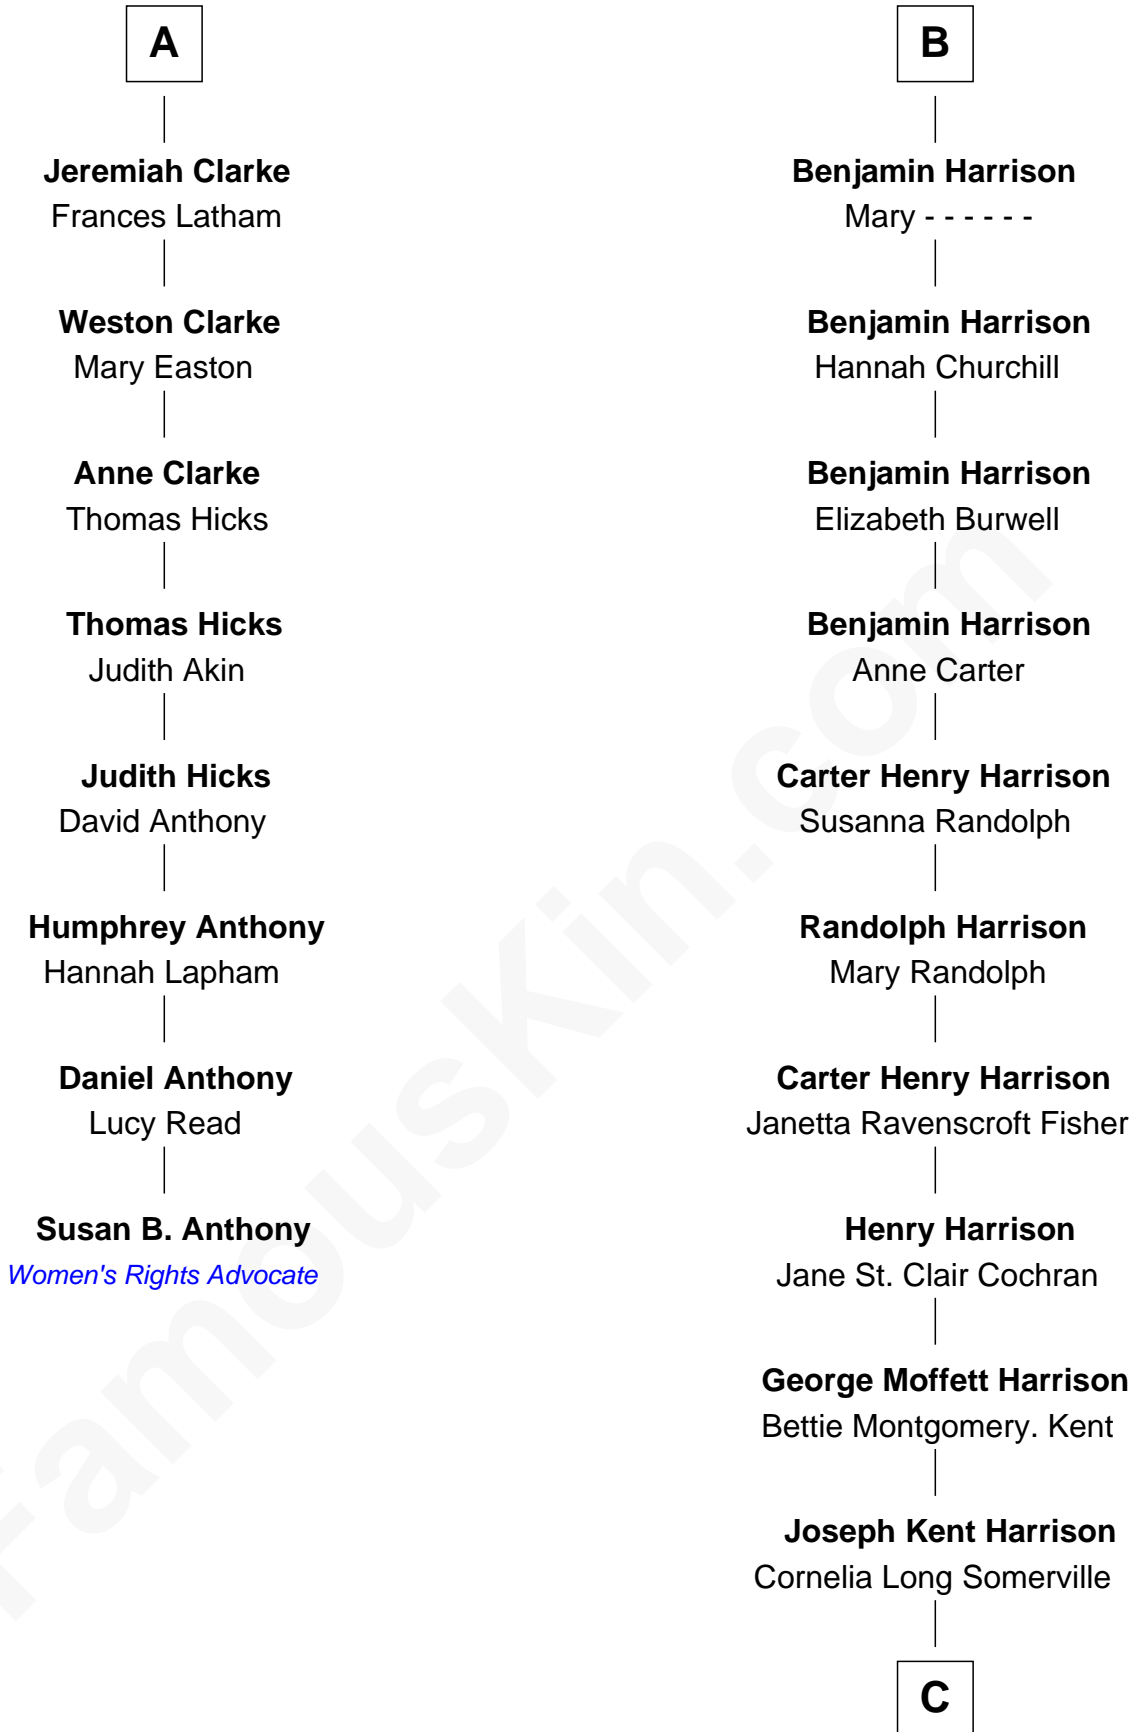 A
Jeremiah Clarke
Frances Latham
Weston Clarke
Mary Easton
Anne Clarke
Thomas Hicks
Thomas Hicks
Judith Akin
Judith Hicks
David Anthony
Humphrey Anthony
Hannah Lapham
Daniel Anthony
Lucy Read
Susan B. Anthony
Women's Rights Advocate
B
Benjamin Harrison
Mary - - - - - -
Benjamin Harrison
Hannah Churchill
Benjamin Harrison
Elizabeth Burwell
Benjamin Harrison
Anne Carter
Carter Henry Harrison
Susanna Randolph
Randolph Harrison
Mary Randolph
Carter Henry Harrison
Janetta Ravenscroft Fisher
Henry Harrison
Jane St. Clair Cochran
George Moffett Harrison
Bettie Montgomery. Kent
Joseph Kent Harrison
Cornelia Long Somerville
C
FamousKin.com